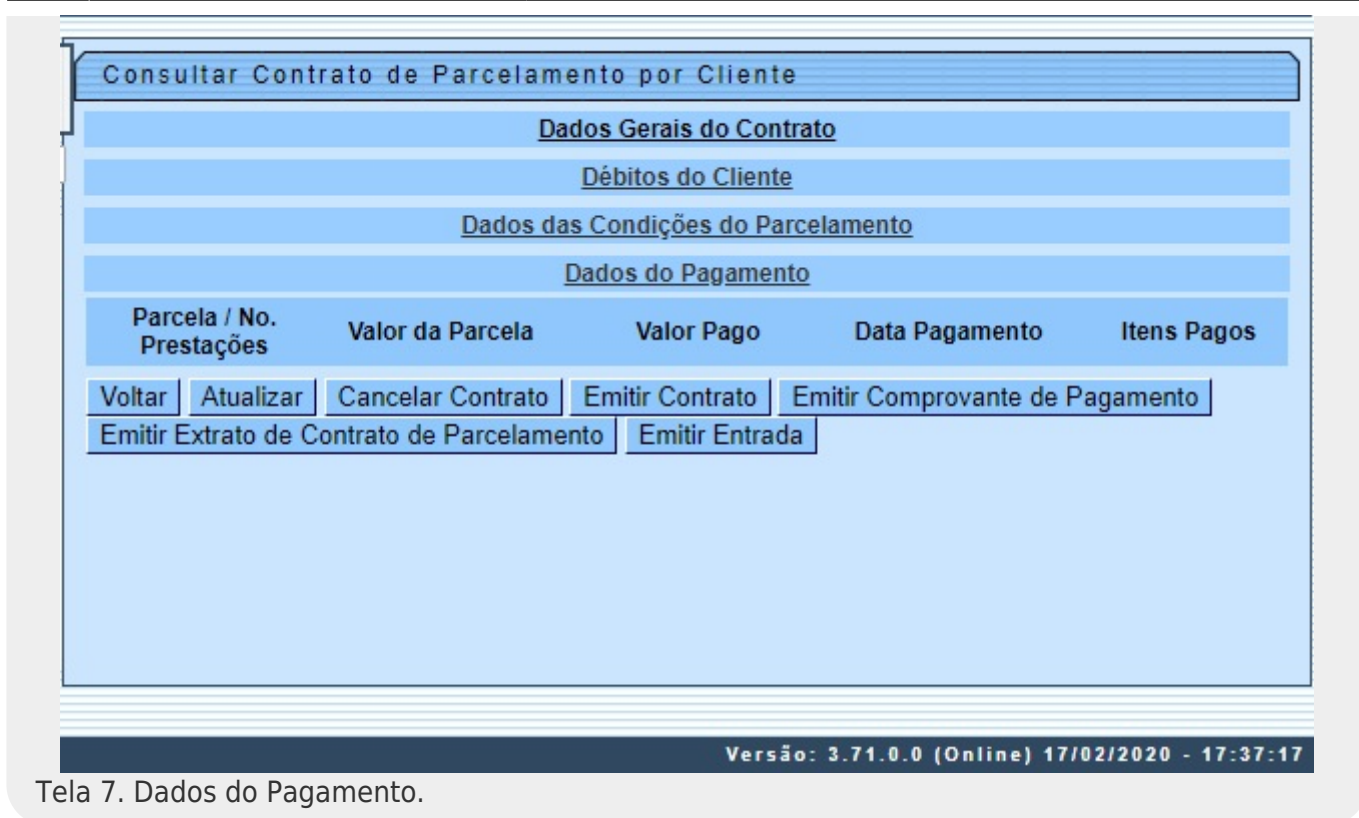 Consultar Contrato de Parcelamento por Cliente
Dados Gerais do Contrato
Débitos do Cliente
Dados das Condições do Parcelamento
Dados do Pagamento
Parcela / No. Prestações Valor da Parcela Valor Pago Data Pagamento Itens Pagos
Voltar Atualizar Cancelar Contrato Emitir Contrato Emitir Comprovante de Pagamento
Emitir Extrato de Contrato de Parcelamento Emitir Entrada
Versão: 3.71.0.0 (Online) 17/02/2020 - 17:37:17
Tela 7. Dados do Pagamento.